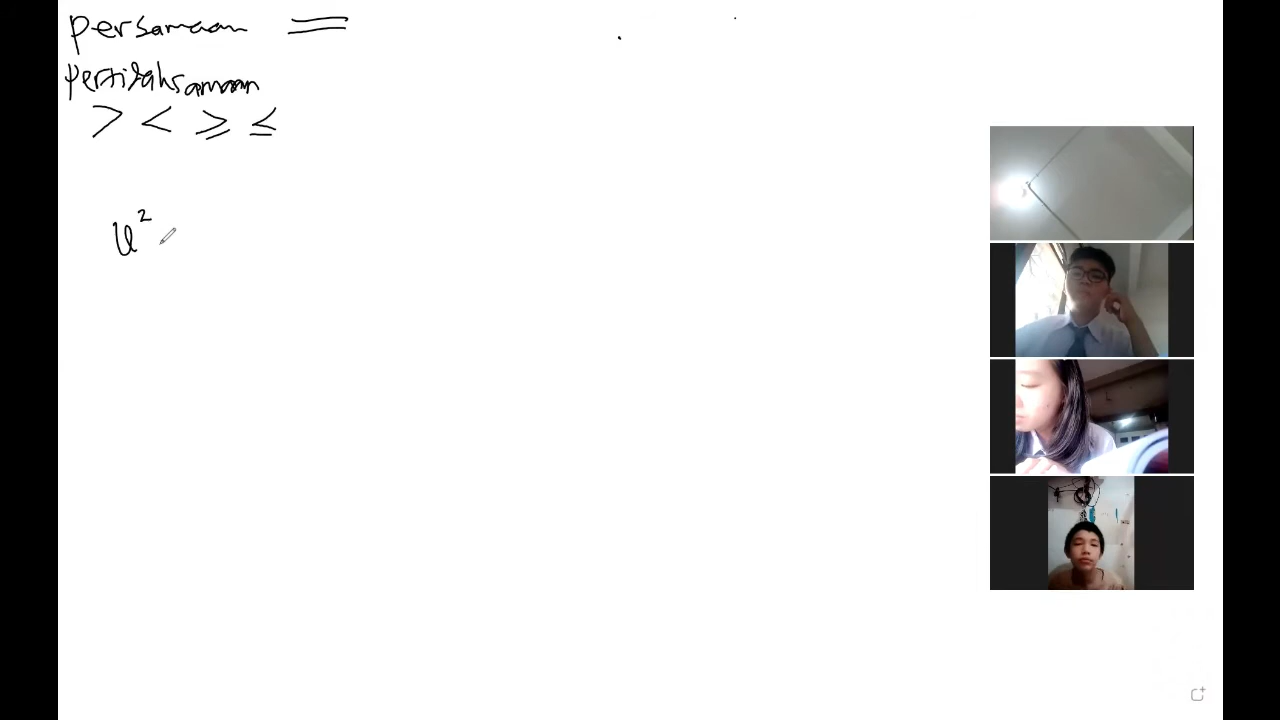 persamaan =
pertidaksamaan
> < ≥ ≤
u²